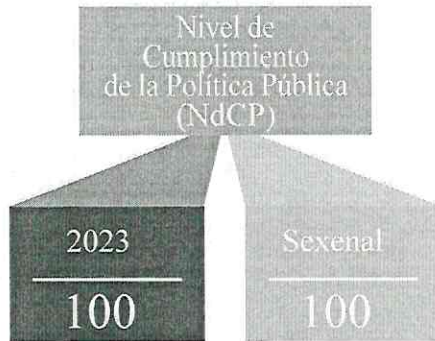 Nivel de
Cumplimiento
de la Política Pública
(NdCP)
2023
100
Sexenal
100